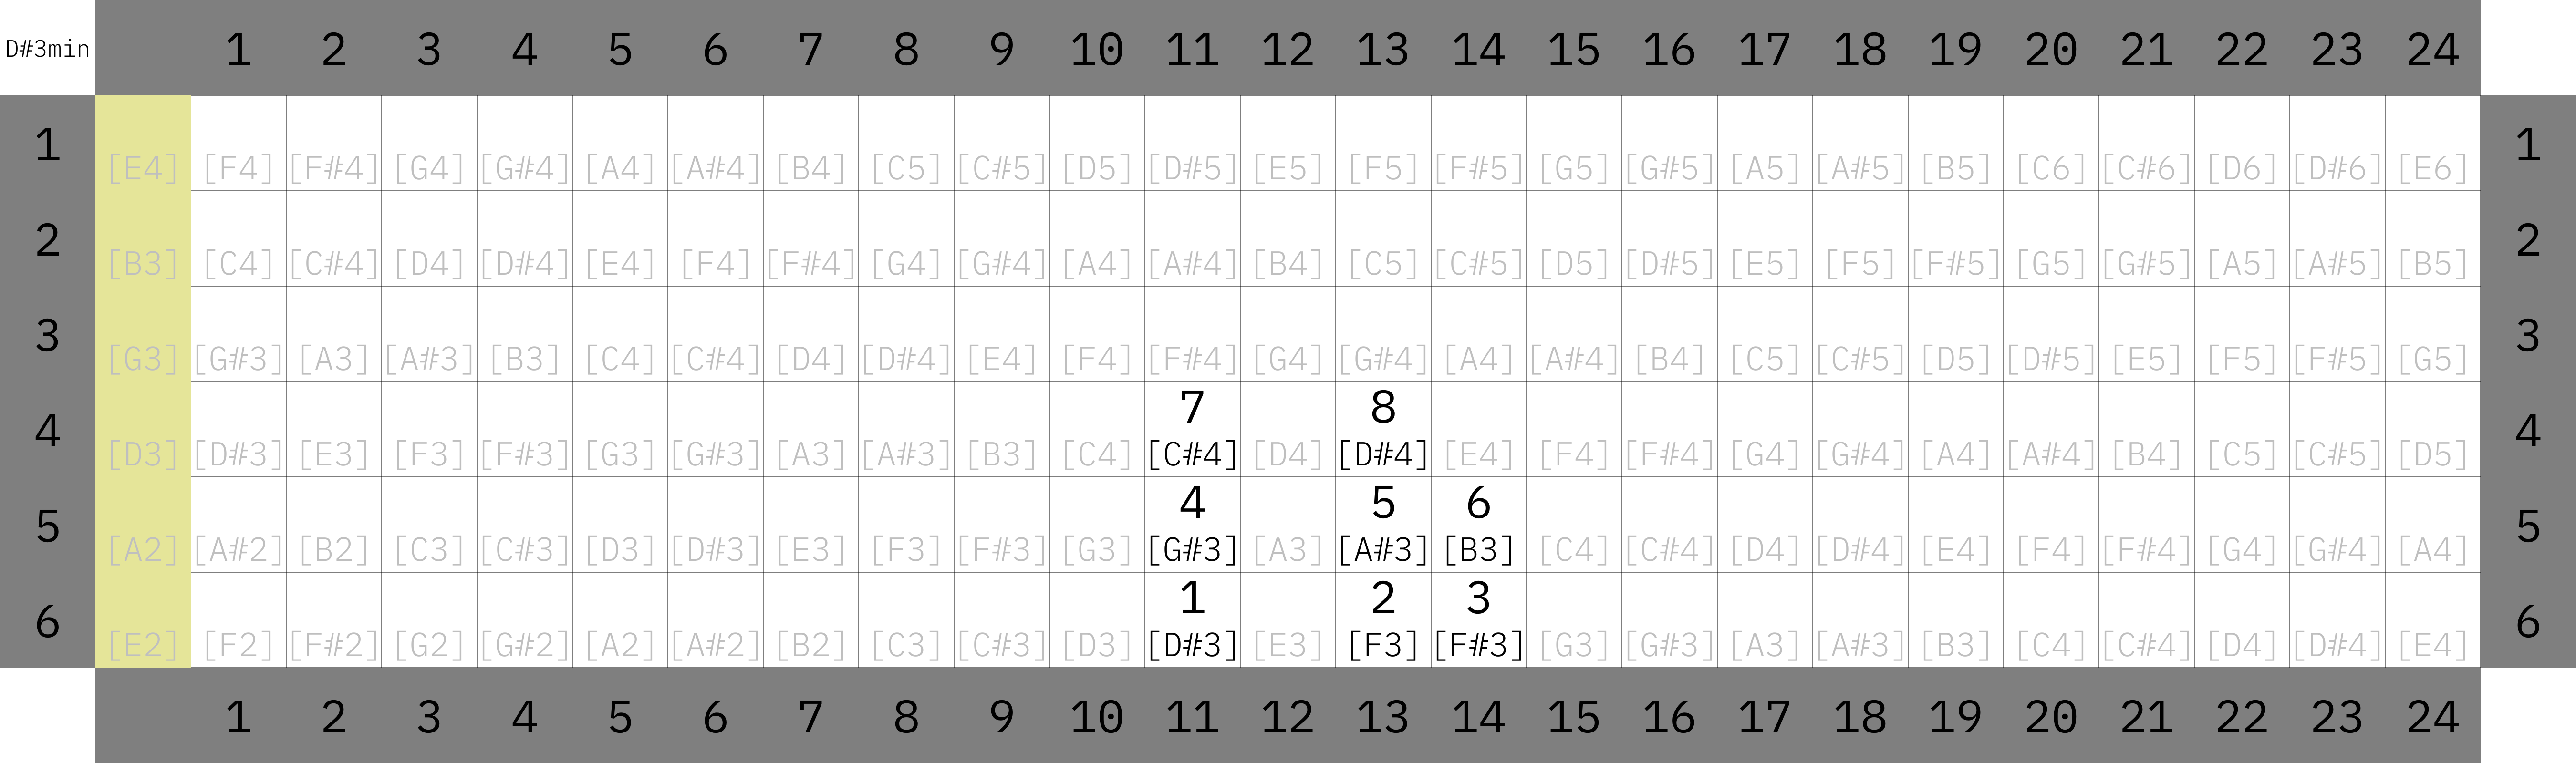 D#3min 1 2 3 4 5 6 7 8 9 10 11 12 13 14 15 16 17 18 19 20 21 22 23 24
1 [E4] [F4] [F#4] [G4] [G#4] [A4] [A#4] [B4] [C5] [C#5] [D5] [D#5] [E5] [F5] [F#5] [G5] [G#5] [A5] [A#5] [B5] [C6] [C#6] [D6] [D#6] [E6] 1
2 [B3] [C4] [C#4] [D4] [D#4] [E4] [F4] [F#4] [G4] [G#4] [A4] [A#4] [B4] [C5] [C#5] [D5] [D#5] [E5] [F5] [F#5] [G5] [G#5] [A5] [A#5] [B5] 2
3 [G3] [G#3] [A3] [A#3] [B3] [C4] [C#4] [D4] [D#4] [E4] [F4] [F#4] [G4] [G#4] [A4] [A#4] [B4] [C5] [C#5] [D5] [D#5] [E5] [F5] [F#5] [G5] 3
7 8
4 [D3] [D#3] [E3] [F3] [F#3] [G3] [G#3] [A3] [A#3] [B3] [C4] [C#4] [D4] [D#4] [E4] [F4] [F#4] [G4] [G#4] [A4] [A#4] [B4] [C5] [C#5] [D5] 4
4 5 6
5 [A2] [A#2] [B2] [C3] [C#3] [D3] [D#3] [E3] [F3] [F#3] [G3] [G#3] [A3] [A#3] [B3] [C4] [C#4] [D4] [D#4] [E4] [F4] [F#4] [G4] [G#4] [A4] 5
1 2 3
6 [E2] [F2] [F#2] [G2] [G#2] [A2] [A#2] [B2] [C3] [C#3] [D3] [D#3] [E3] [F3] [F#3] [G3] [G#3] [A3] [A#3] [B3] [C4] [C#4] [D4] [D#4] [E4] 6
1 2 3 4 5 6 7 8 9 10 11 12 13 14 15 16 17 18 19 20 21 22 23 24